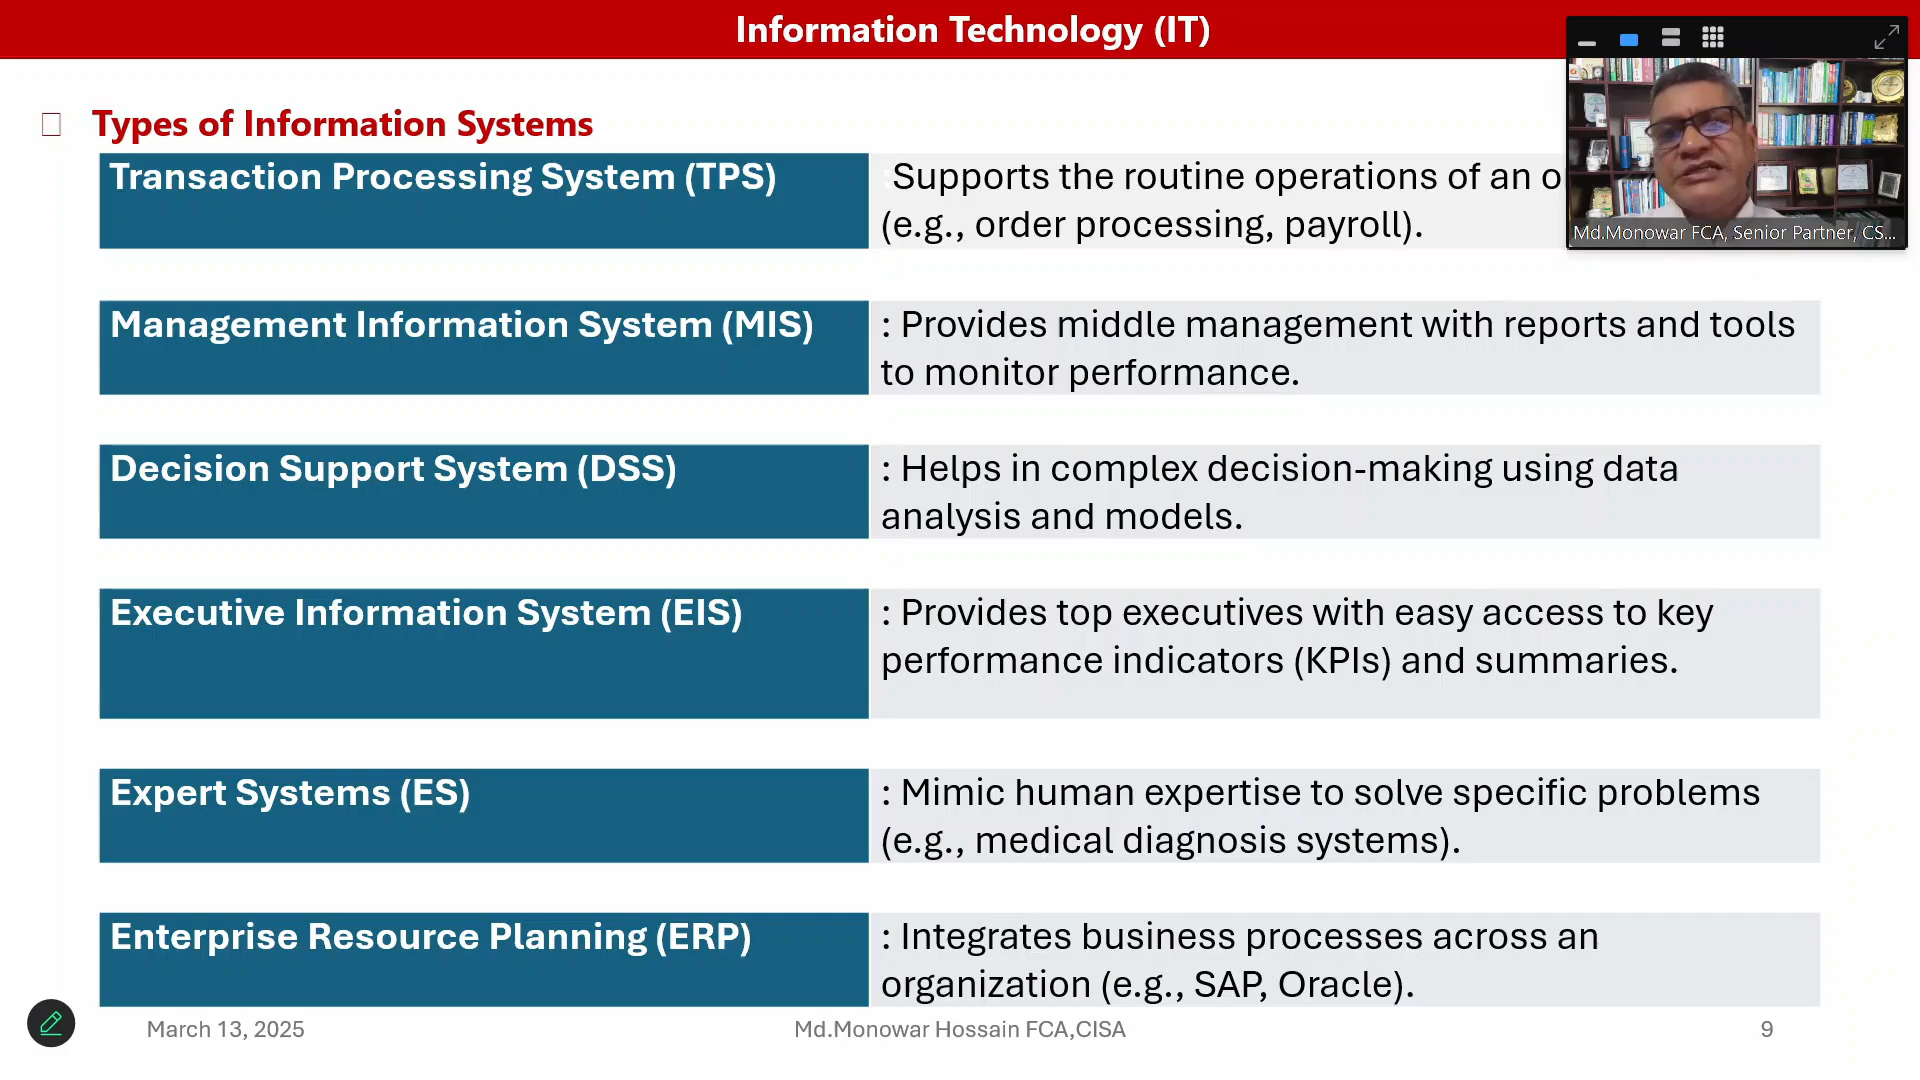 Information Technology (IT)
Types of Information Systems
Transaction Processing System (TPS)
Supports the routine operations of an
(e.g., order processing, payroll).
Md.Monowar FCA, Senior Partner, CS...
Management Information System (MIS)
: Provides middle management with reports and tools
to monitor performance.
Decision Support System (DSS)
: Helps in complex decision-making using data
analysis and models.
Executive Information System (EIS)
: Provides top executives with easy access to key
performance indicators (KPIs) and summaries.
Expert Systems (ES)
: Mimic human expertise to solve specific problems
(e.g., medical diagnosis systems).
Enterprise Resource Planning (ERP)
: Integrates business processes across an
organization (e.g., SAP, Oracle).
March 13, 2025
Md.Monowar Hossain FCA,CISA
9